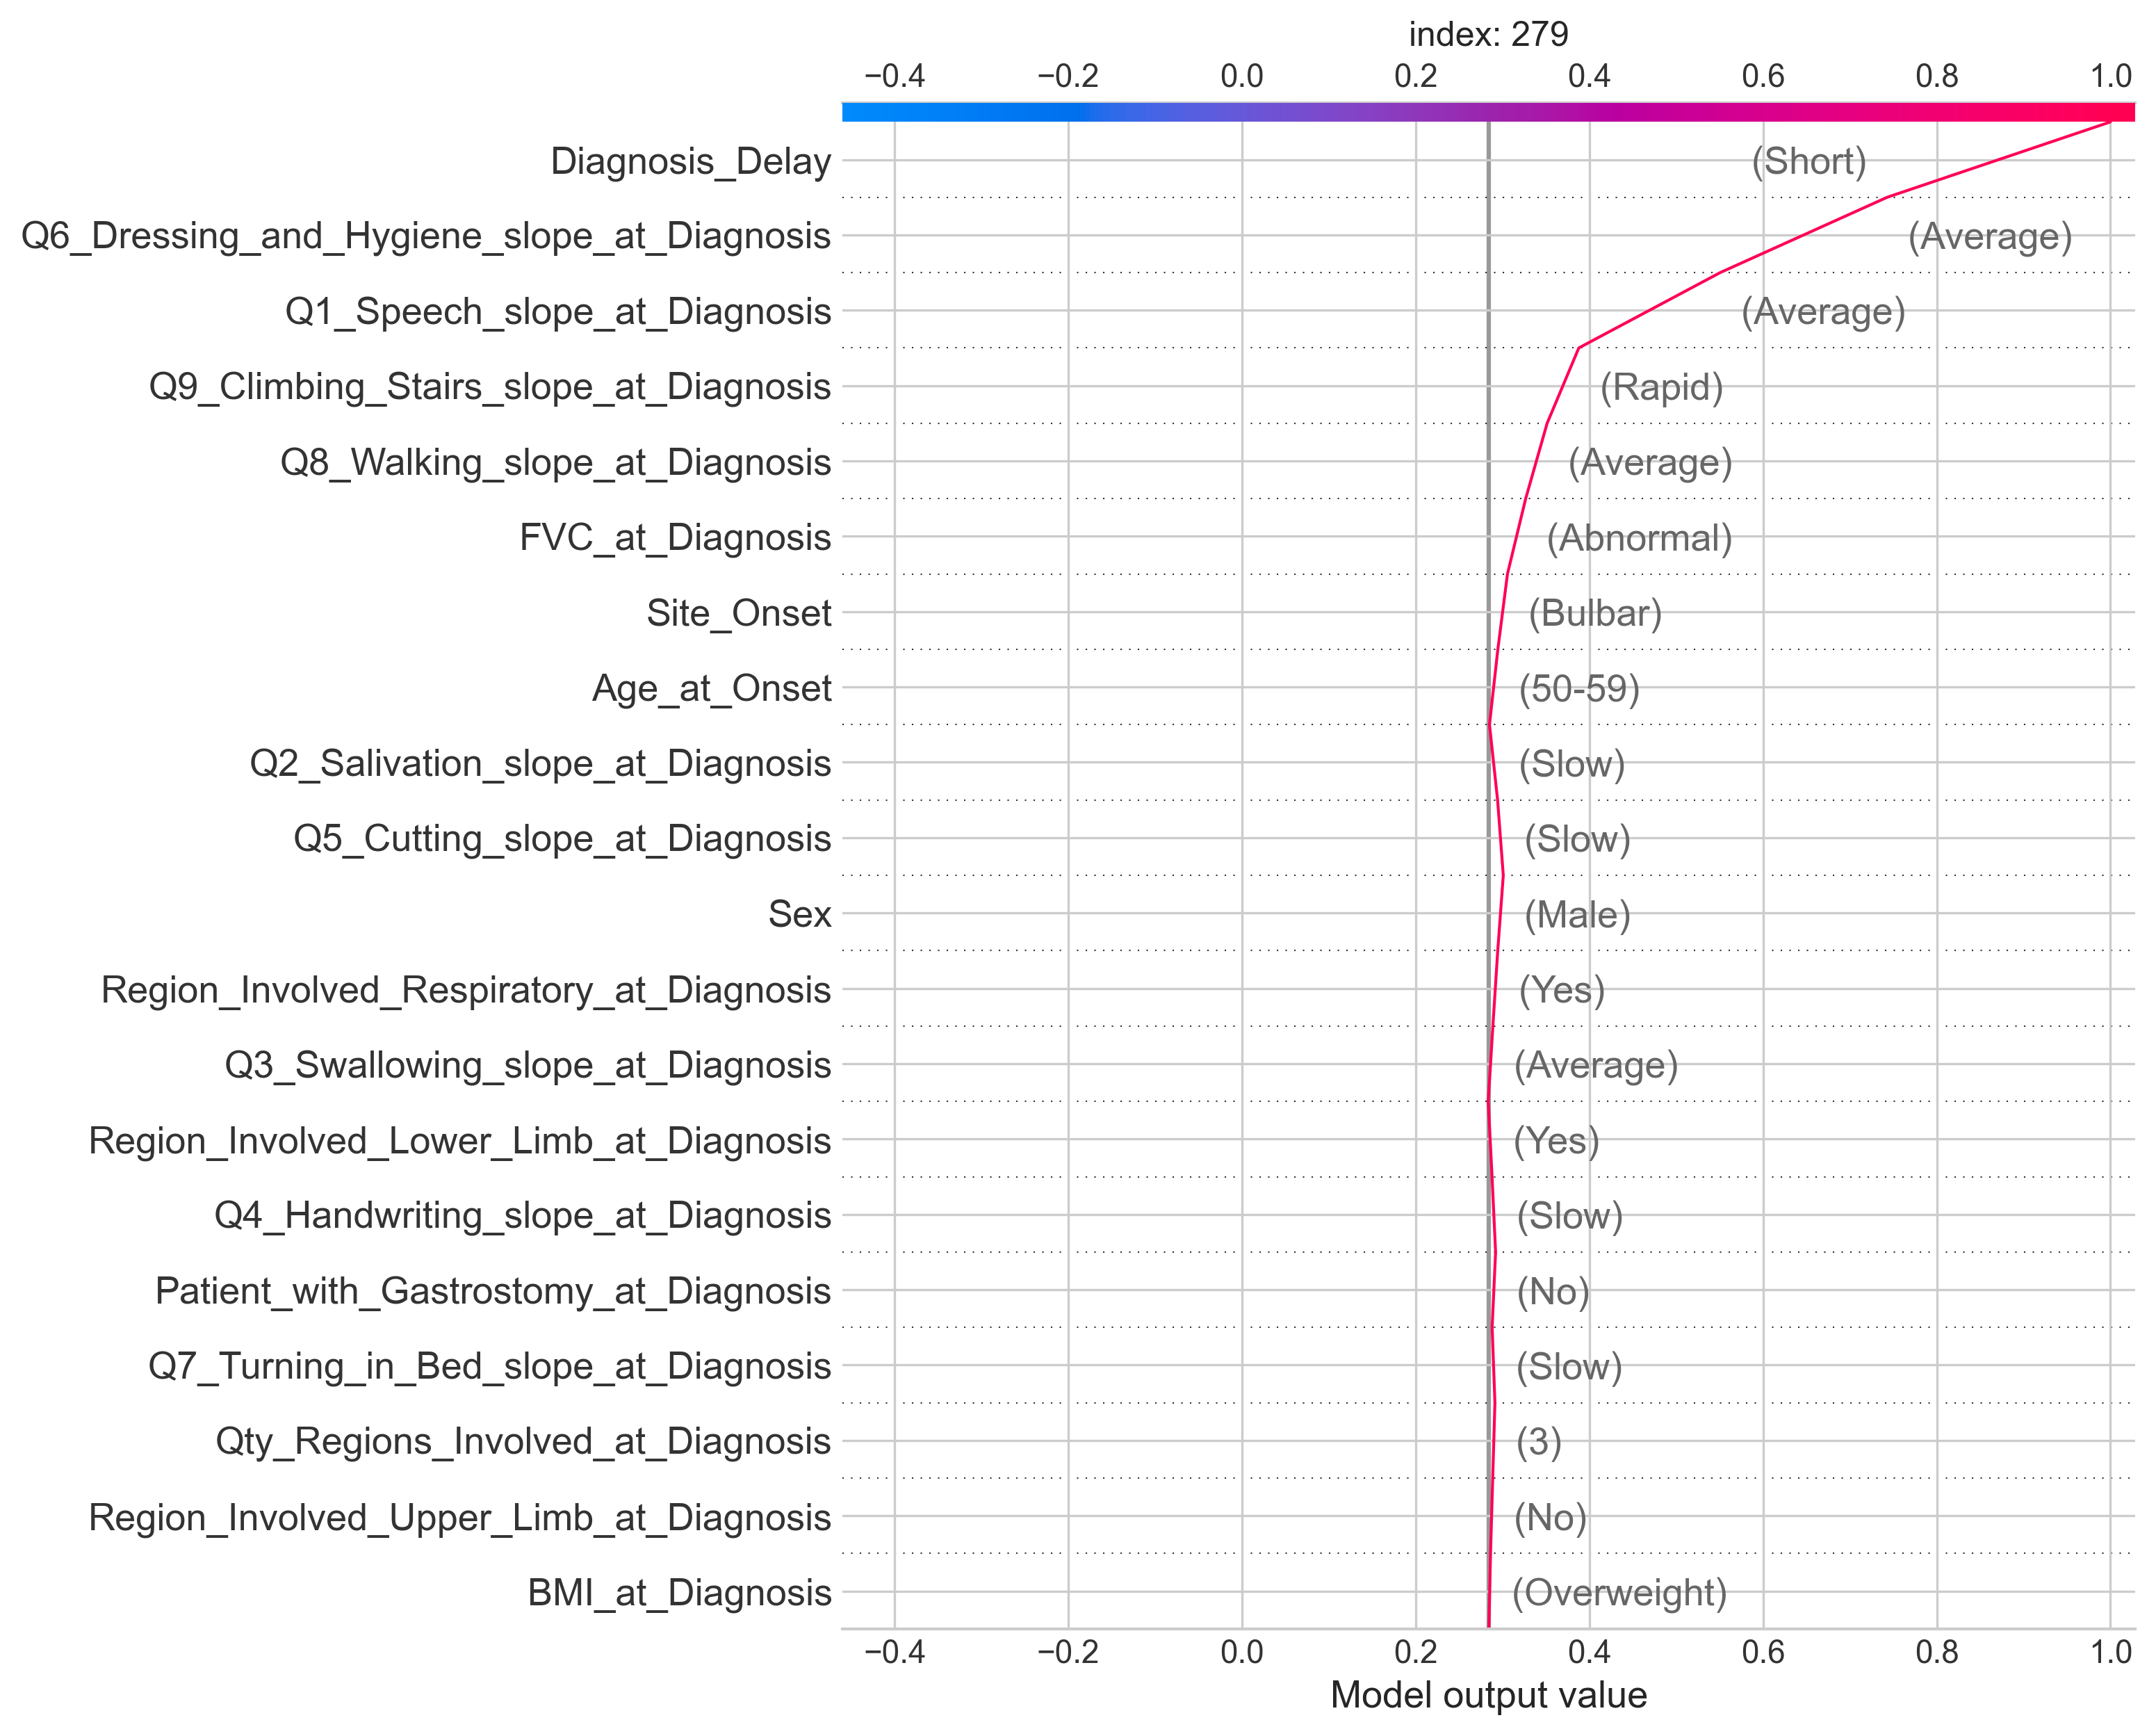 index: 279
−0.4 −0.2 0.0 0.2 0.4 0.6 0.8 1.0
Diagnosis_Delay (Short)
Q6_Dressing_and_Hygiene_slope_at_Diagnosis (Average)
Q1_Speech_slope_at_Diagnosis (Average)
Q9_Climbing_Stairs_slope_at_Diagnosis (Rapid)
Q8_Walking_slope_at_Diagnosis (Average)
FVC_at_Diagnosis (Abnormal)
Site_Onset (Bulbar)
Age_at_Onset (50-59)
Q2_Salivation_slope_at_Diagnosis (Slow)
Q5_Cutting_slope_at_Diagnosis (Slow)
Sex (Male)
Region_Involved_Respiratory_at_Diagnosis (Yes)
Q3_Swallowing_slope_at_Diagnosis (Average)
Region_Involved_Lower_Limb_at_Diagnosis (Yes)
Q4_Handwriting_slope_at_Diagnosis (Slow)
Patient_with_Gastrostomy_at_Diagnosis (No)
Q7_Turning_in_Bed_slope_at_Diagnosis (Slow)
Qty_Regions_Involved_at_Diagnosis (3)
Region_Involved_Upper_Limb_at_Diagnosis (No)
BMI_at_Diagnosis (Overweight)
−0.4 −0.2 0.0 0.2 0.4 0.6 0.8 1.0
Model output value